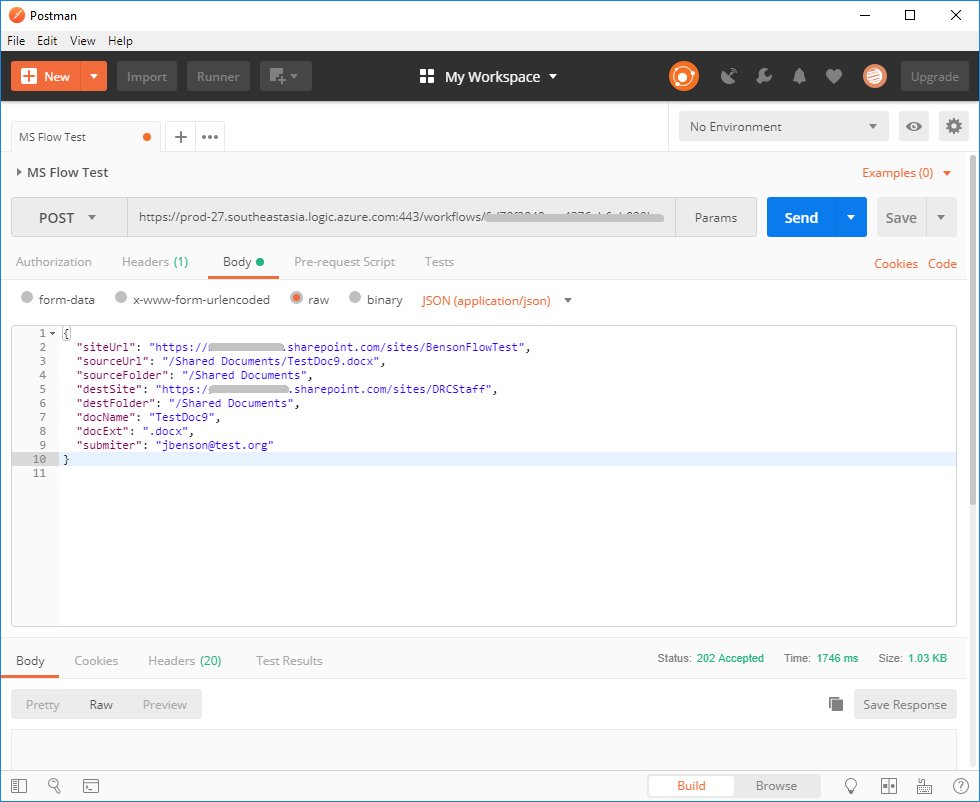 Postman
File Edit View Help
New Import Runner My Workspace Upgrade
MS Flow Test No Environment
MS Flow Test Examples (0)
POST https://prod-27.southeastasia.logic.azure.com:443/workflows/ Params Send Save
Authorization Headers (1) Body Pre-request Script Tests Cookies Code
form-data x-www-form-urlencoded raw binary JSON (application/json)
1 {
2 "siteUrl": "https:// .sharepoint.com/sites/BensonFlowTest",
3 "sourceUrl": "/Shared Documents/TestDoc9.docx",
4 "sourceFolder": "/Shared Documents",
5 "destSite": "https:/ .sharepoint.com/sites/DRCStaff",
6 "destFolder": "/Shared Documents",
7 "docName": "TestDoc9",
8 "docExt": ".docx",
9 "submiter": "jbenson@test.org"
10 }
11
Body Cookies Headers (20) Test Results Status: 202 Accepted Time: 1746 ms Size: 1.03 KB
Pretty Raw Preview Save Response
Build Browse